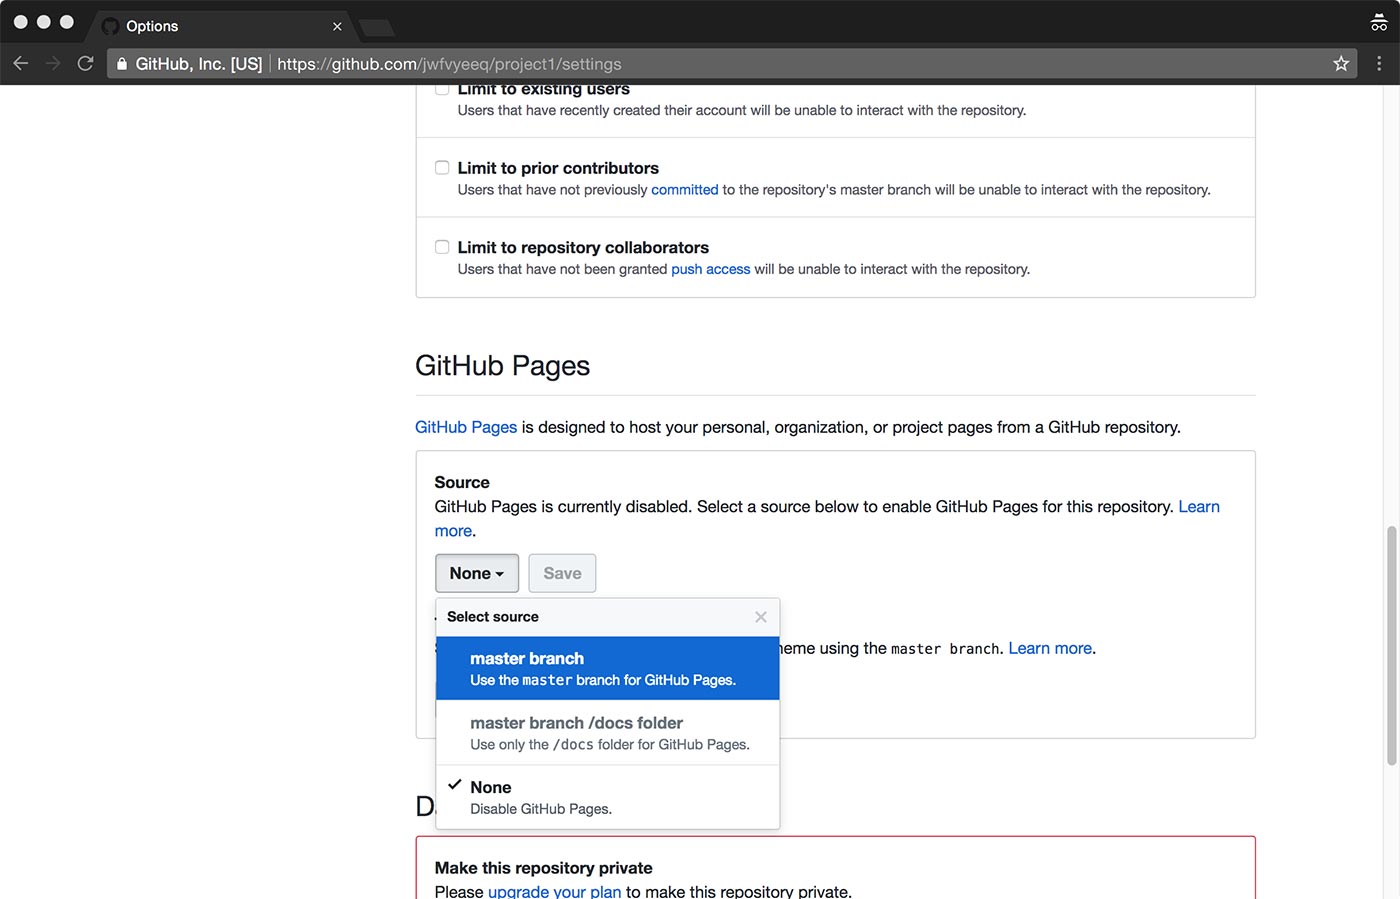 Options
GitHub, Inc. [US] https://github.com/jwfvyeeq/project1/settings
Limit to existing users
Users that have recently created their account will be unable to interact with the repository.
Limit to prior contributors
Users that have not previously committed to the repository's master branch will be unable to interact with the repository.
Limit to repository collaborators
Users that have not been granted push access will be unable to interact with the repository.
GitHub Pages
GitHub Pages is designed to host your personal, organization, or project pages from a GitHub repository.
Source
GitHub Pages is currently disabled. Select a source below to enable GitHub Pages for this repository. Learn
more.
None Save
Select source
using the master branch. Learn more.
master branch
Use the master branch for GitHub Pages.
master branch /docs folder
Use only the /docs folder for GitHub Pages.
None
Disable GitHub Pages.
Make this repository private
Please upgrade your plan to make this repository private.